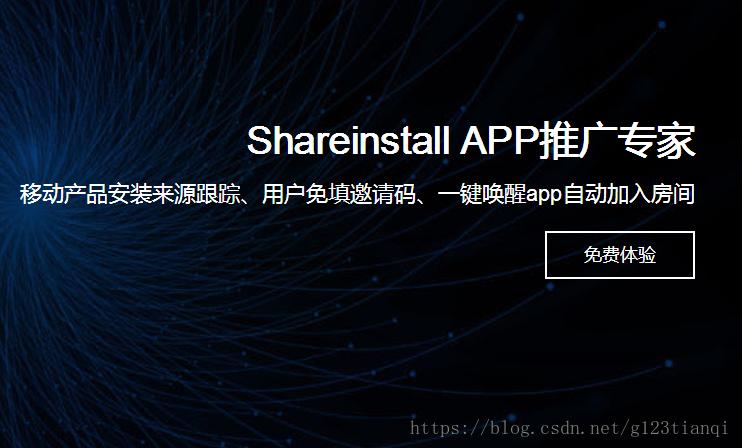 Shareinstall APP推广专家
移动产品安装来源跟踪、用户免填邀请码、一键唤醒app自动加入房间
免费体验
https://blog.csdn.net/g123tianqi